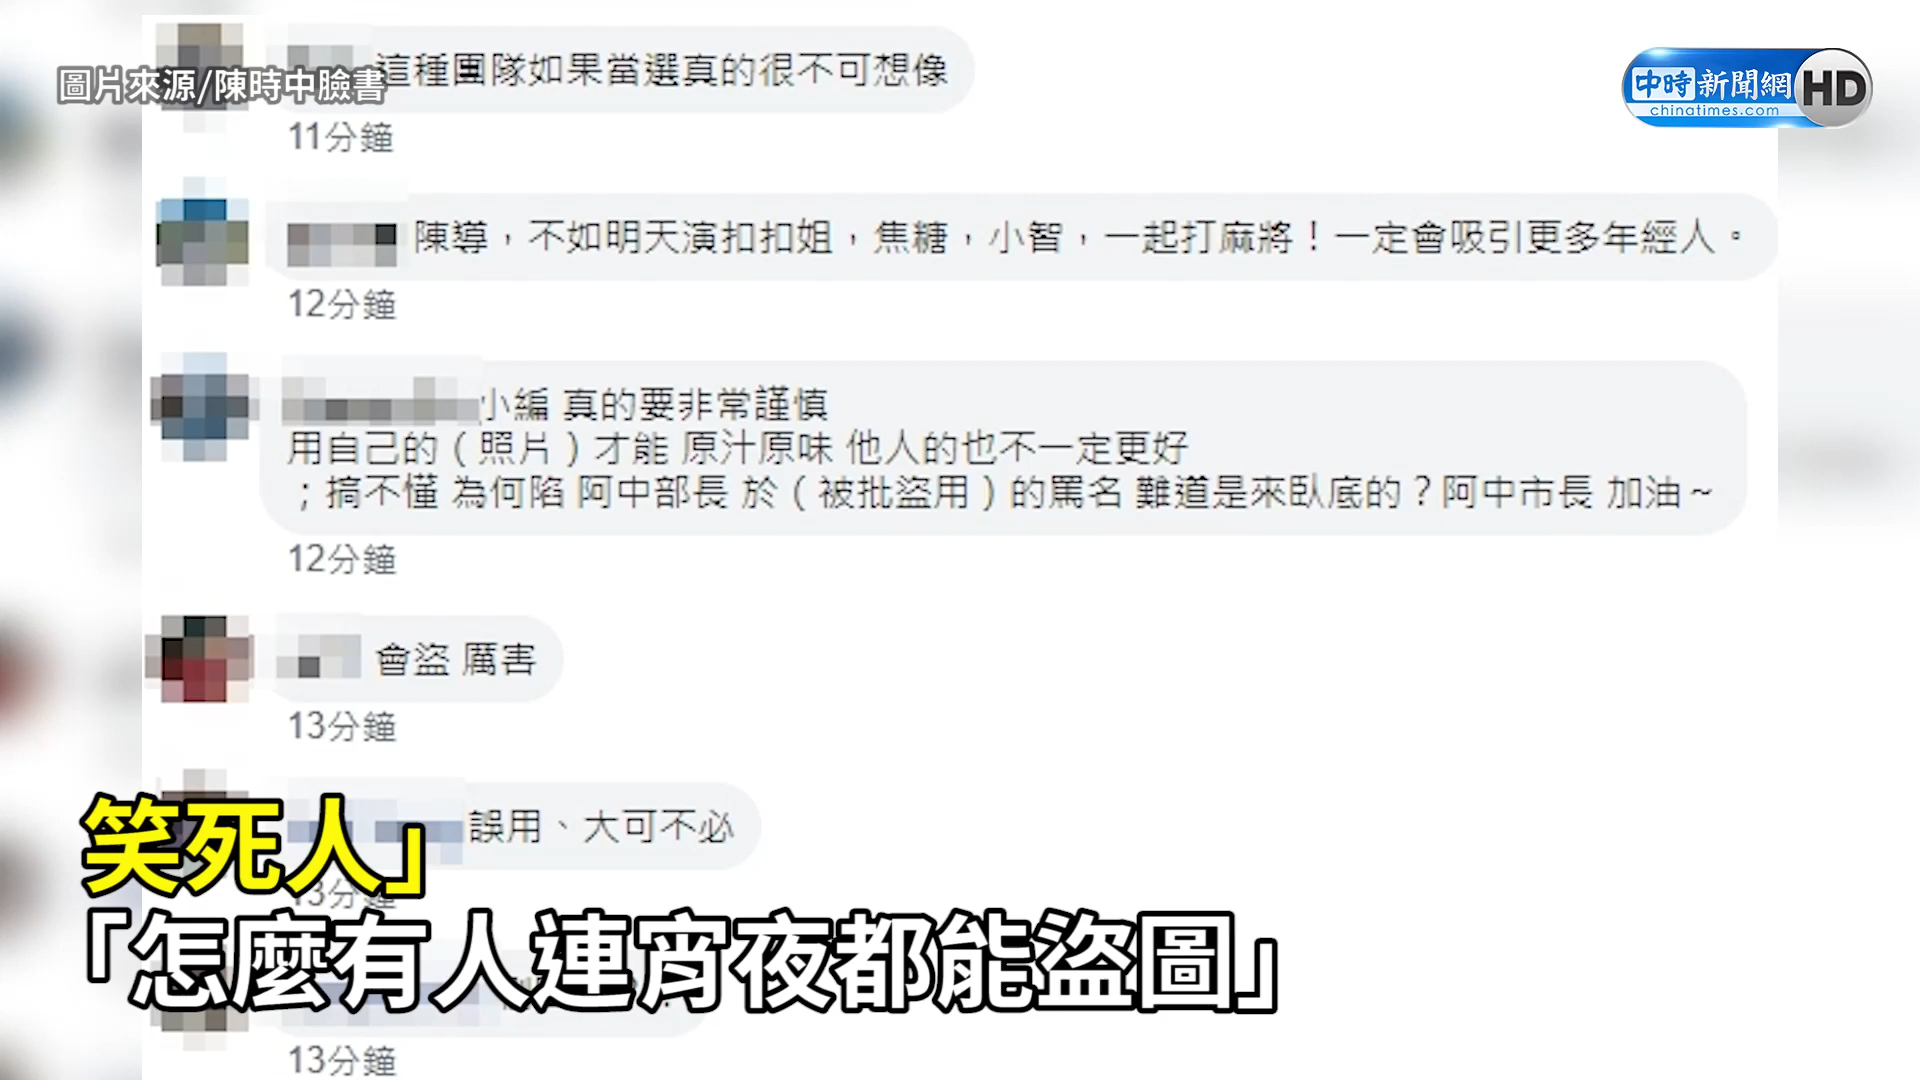 這種團隊如果當選真的很不可想像
圖片來源/陳時中臉書
中時新聞網HD
chinatimes.com
11分鐘
陳導，不如明天演扣扣姐，焦糖，小智，一起打麻將！一定會吸引更多年經人。
12分鐘
小編 真的要非常謹慎
用自己的（照片）才能 原汁原味 他人的也不一定更好
；搞不懂 為何陷 阿中部長 於（被批盜用）的罵名 難道是來臥底的？阿中市長 加油～
12分鐘
會盜 厲害
13分鐘
誤用、大可不必
笑死人」
13分鐘
「怎麼有人連宵夜都能盜圖」
13分鐘